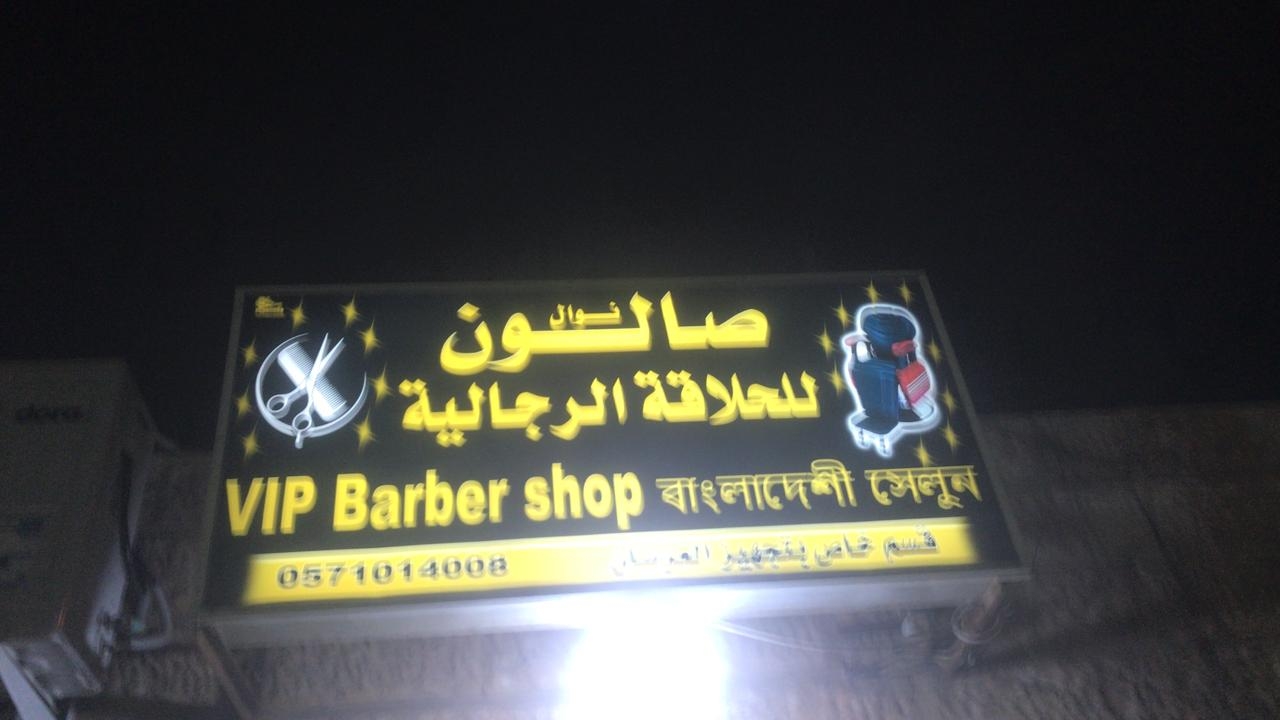 صالون نوال
للحلاقة الرجالية
VIP Barber shop বাংলাদেশী সেলুন
0571014008 قسم خاص بتجهيز العرسان